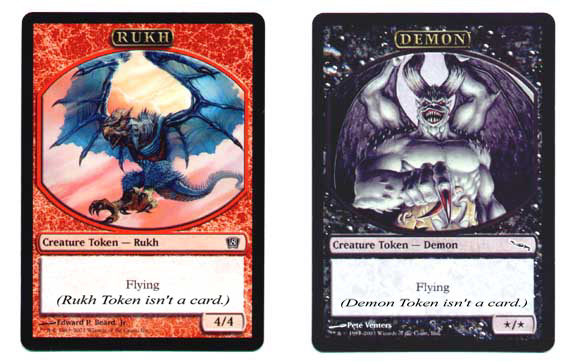 RUKH
Creature Token — Rukh
Flying
(Rukh Token isn't a card.)
Edward P. Beard, Jr.
4/4
DEMON
Creature Token — Demon
Flying
(Demon Token isn't a card.)
Pete Venters
*/*